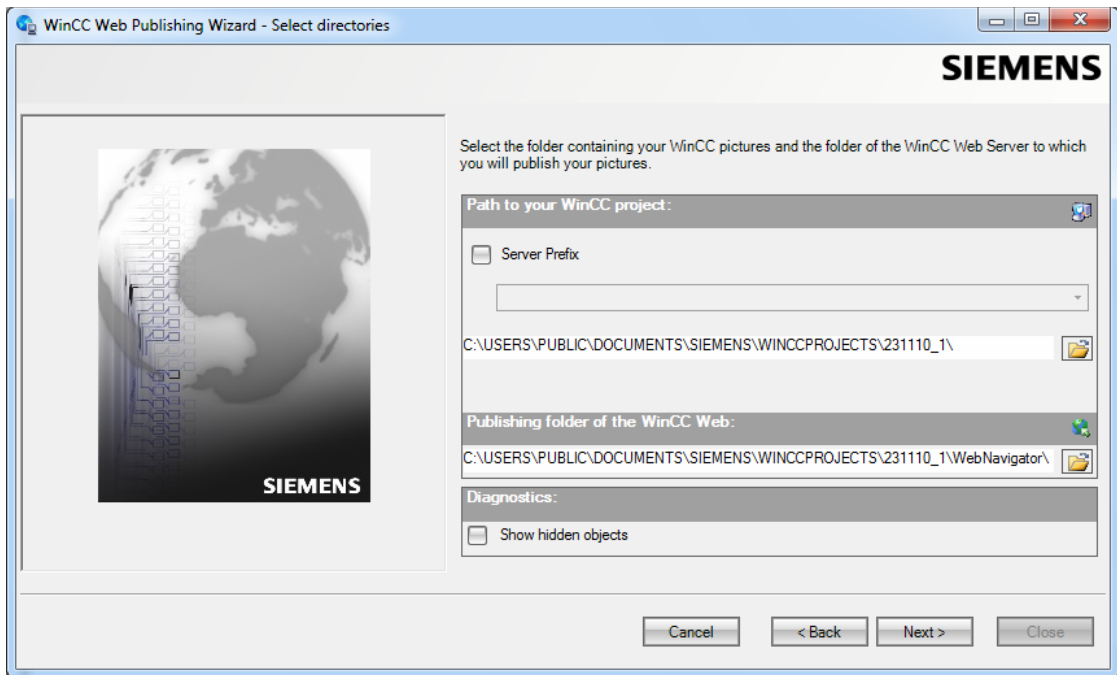 WinCC Web Publishing Wizard - Select directories
SIEMENS
Select the folder containing your WinCC pictures and the folder of the WinCC Web Server to which
you will publish your pictures.
Path to your WinCC project:
Server Prefix
C:\USERS\PUBLIC\DOCUMENTS\SIEMENS\WINCCPROJECTS\231110_1\
Publishing folder of the WinCC Web:
C:\USERS\PUBLIC\DOCUMENTS\SIEMENS\WINCCPROJECTS\231110_1\WebNavigator\
SIEMENS
Diagnostics:
Show hidden objects
Cancel
< Back
Next >
Close